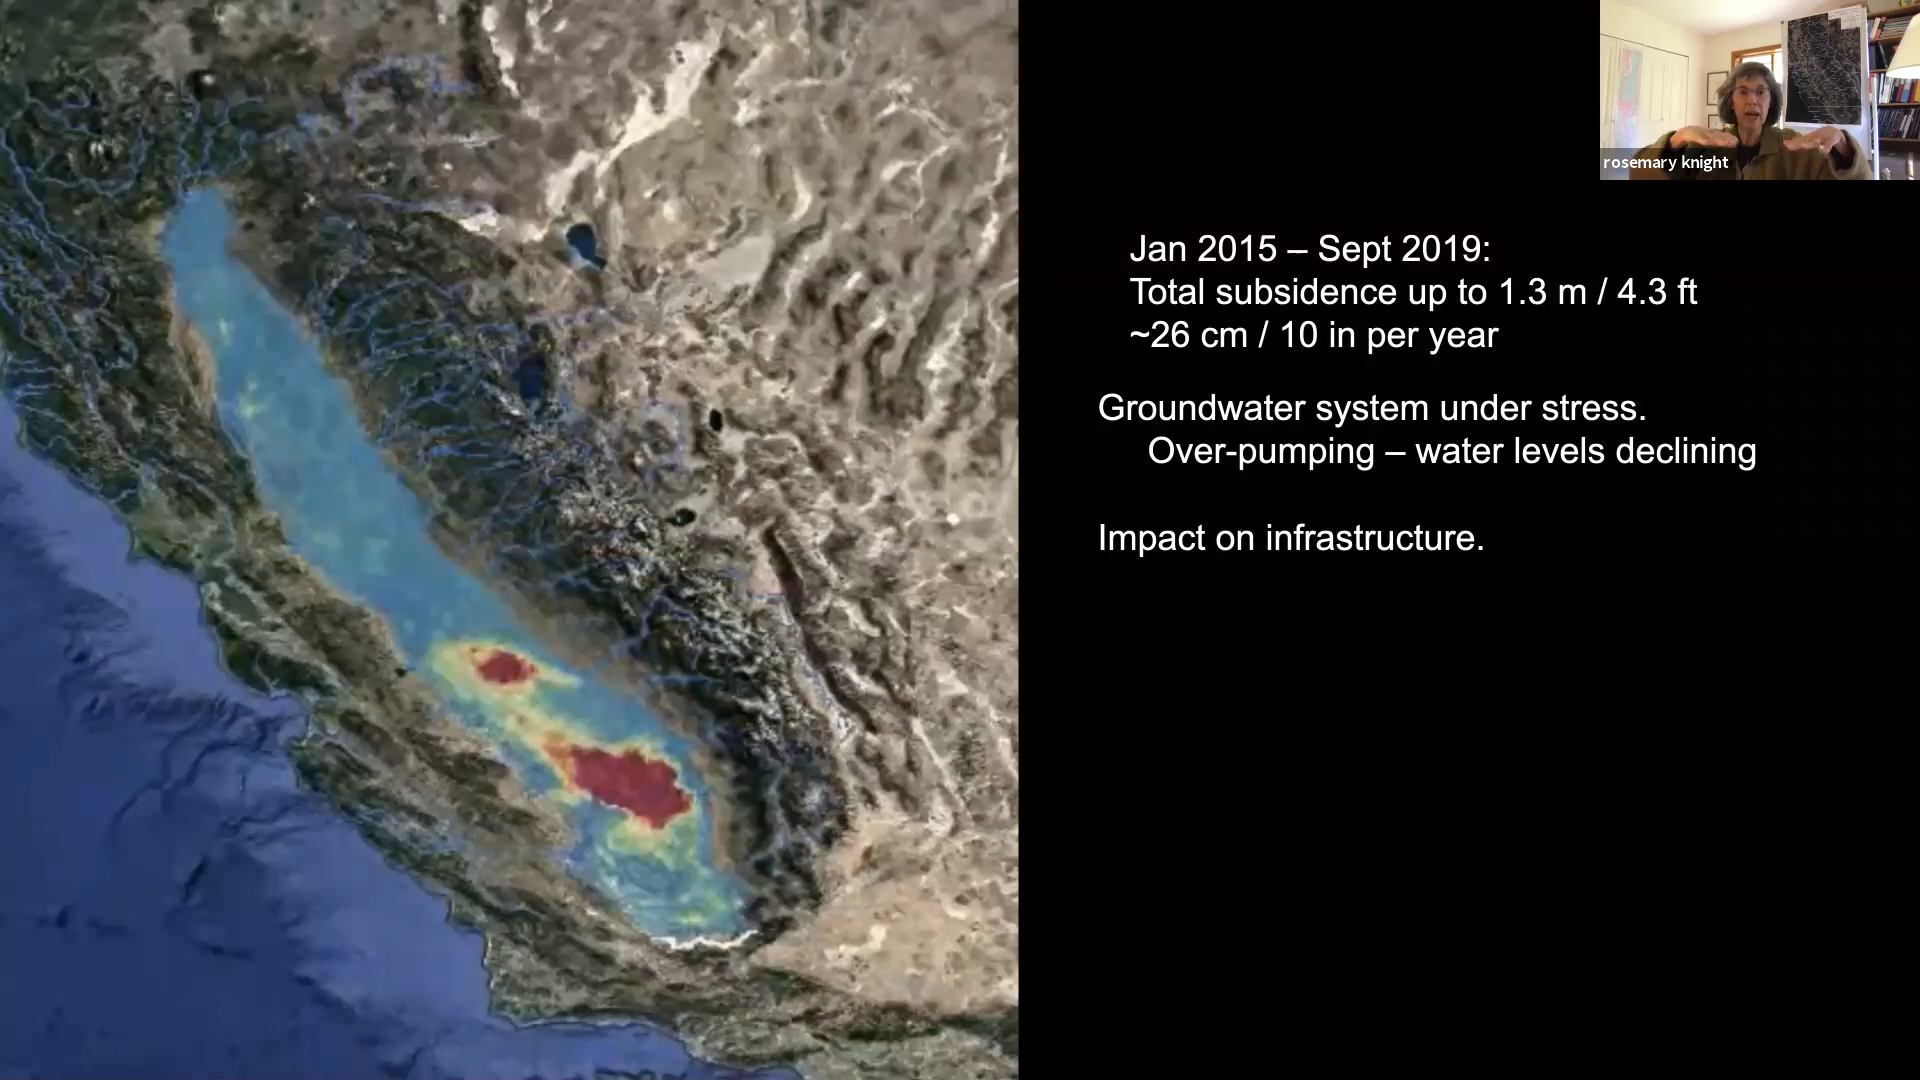 rosemary knight
Jan 2015 – Sept 2019:
Total subsidence up to 1.3 m / 4.3 ft
~26 cm / 10 in per year
Groundwater system under stress.
Over-pumping – water levels declining
Impact on infrastructure.